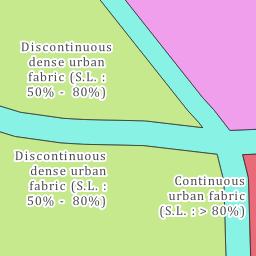 Discontinuous
dense urban
fabric (S.L. :
50% -  80%)
Discontinuous
dense urban
fabric (S.L. :
50% -  80%)
Continuous
urban fabric
(S.L. : > 80%)